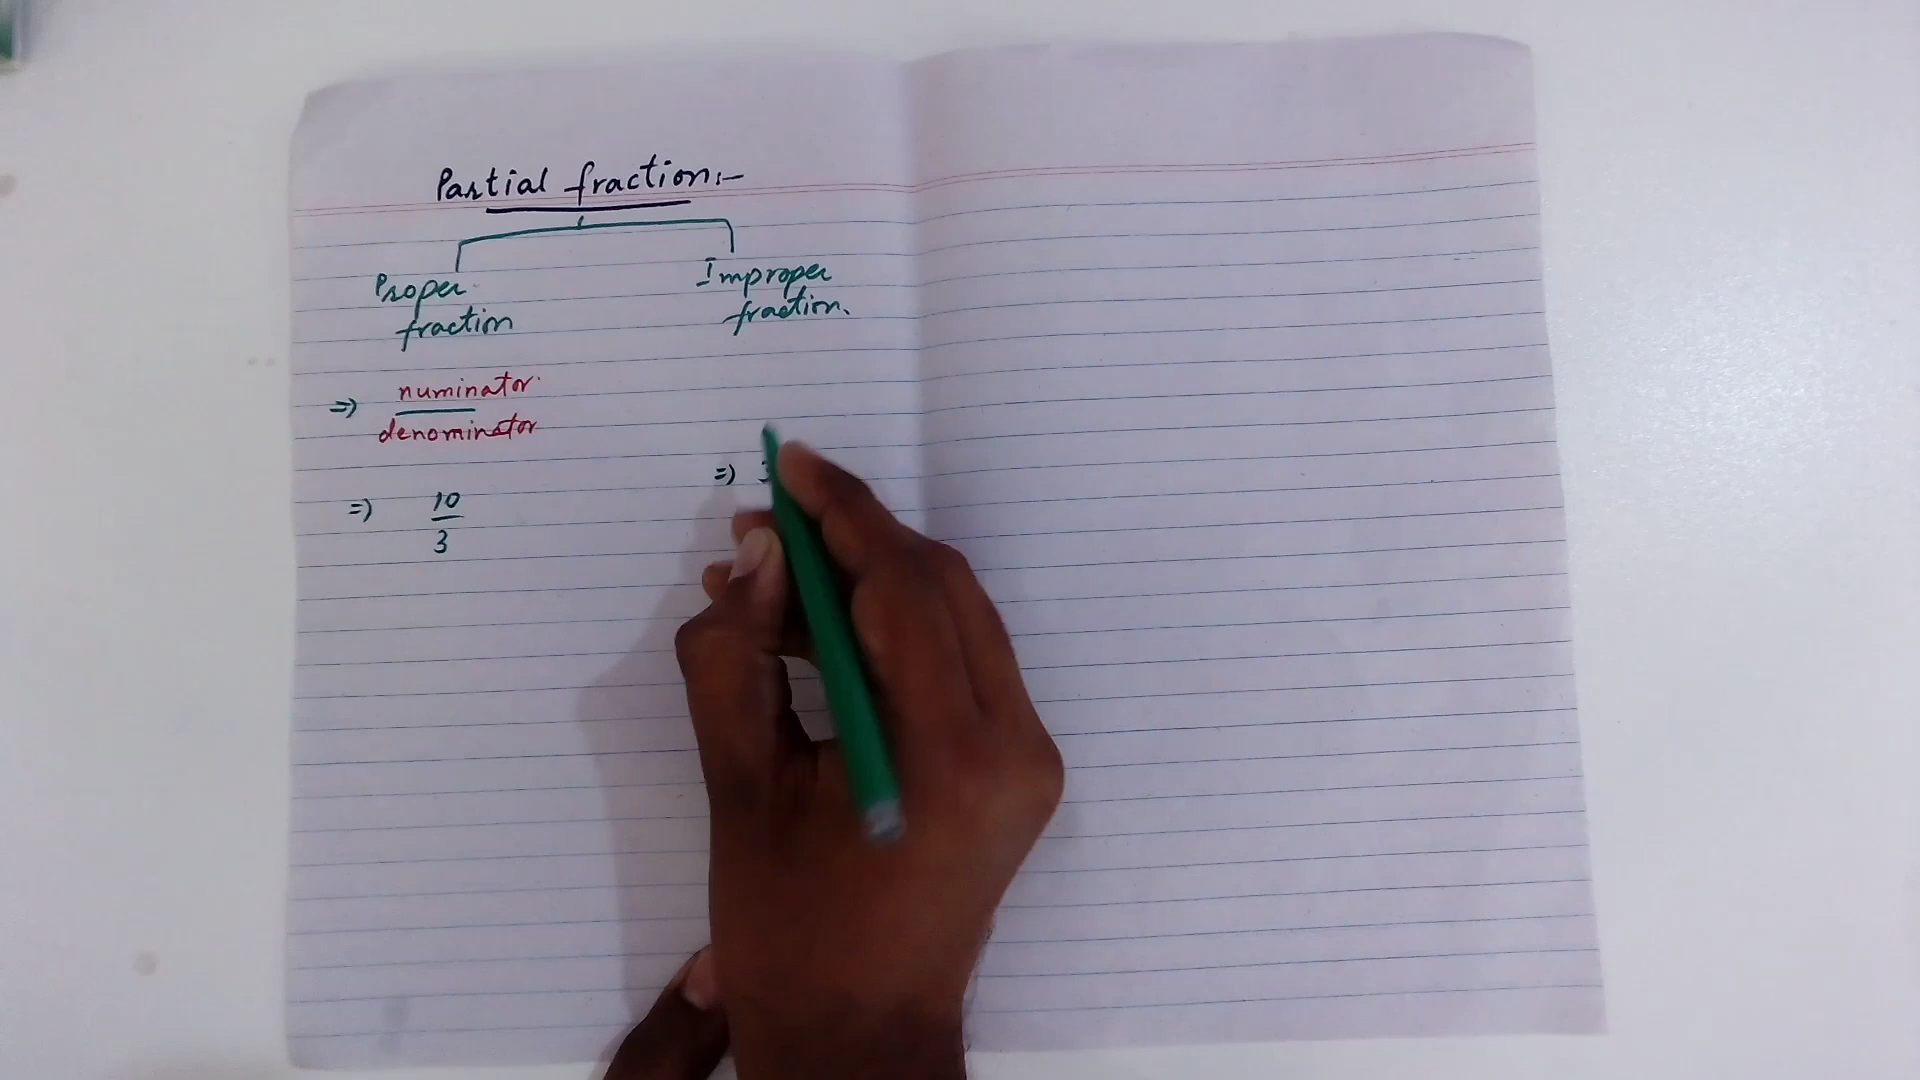 Partial fraction:-
Proper
fraction
Improper
fraction.
=> numinator
denominator
=> 10
3
=>